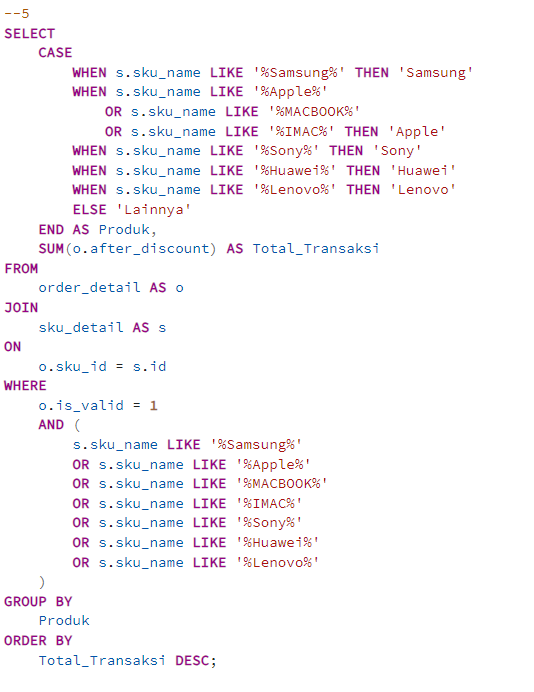 --5
SELECT
    CASE
        WHEN s.sku_name LIKE '%Samsung%' THEN 'Samsung'
        WHEN s.sku_name LIKE '%Apple%'
            OR s.sku_name LIKE '%MACBOOK%'
            OR s.sku_name LIKE '%IMAC%' THEN 'Apple'
        WHEN s.sku_name LIKE '%Sony%' THEN 'Sony'
        WHEN s.sku_name LIKE '%Huawei%' THEN 'Huawei'
        WHEN s.sku_name LIKE '%Lenovo%' THEN 'Lenovo'
        ELSE 'Lainnya'
    END AS Produk,
    SUM(o.after_discount) AS Total_Transaksi
FROM
    order_detail AS o
JOIN
    sku_detail AS s
ON
    o.sku_id = s.id
WHERE
    o.is_valid = 1
    AND (
        s.sku_name LIKE '%Samsung%'
        OR s.sku_name LIKE '%Apple%'
        OR s.sku_name LIKE '%MACBOOK%'
        OR s.sku_name LIKE '%IMAC%'
        OR s.sku_name LIKE '%Sony%'
        OR s.sku_name LIKE '%Huawei%'
        OR s.sku_name LIKE '%Lenovo%'
    )
GROUP BY
    Produk
ORDER BY
    Total_Transaksi DESC;